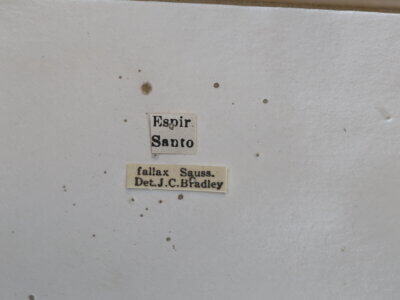 Espir.
Santo
fallax Sauss.
Det.J.C.Bradley